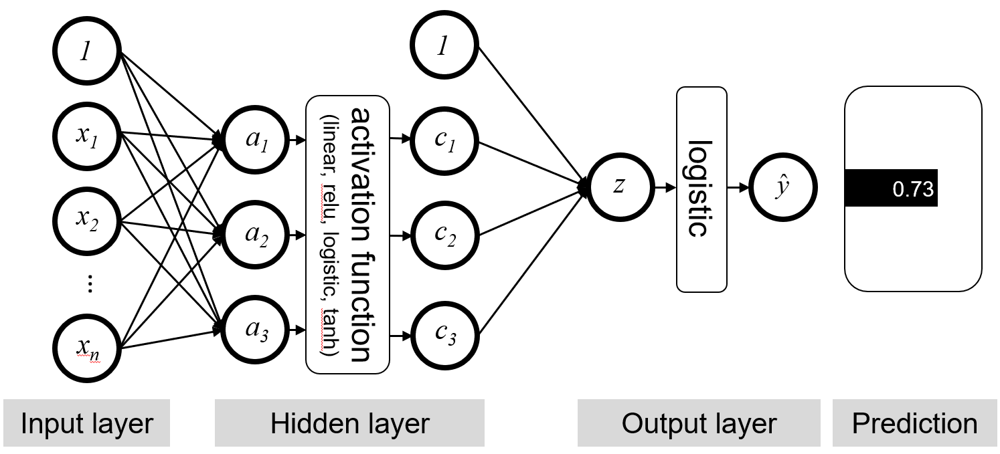 1
x1
x2
⋮
xn
a1
a2
a3
activation function
(linear, relu, logistic, tanh)
1
c1
c2
c3
z
logistic
ŷ
0.73
Input layer
Hidden layer
Output layer
Prediction